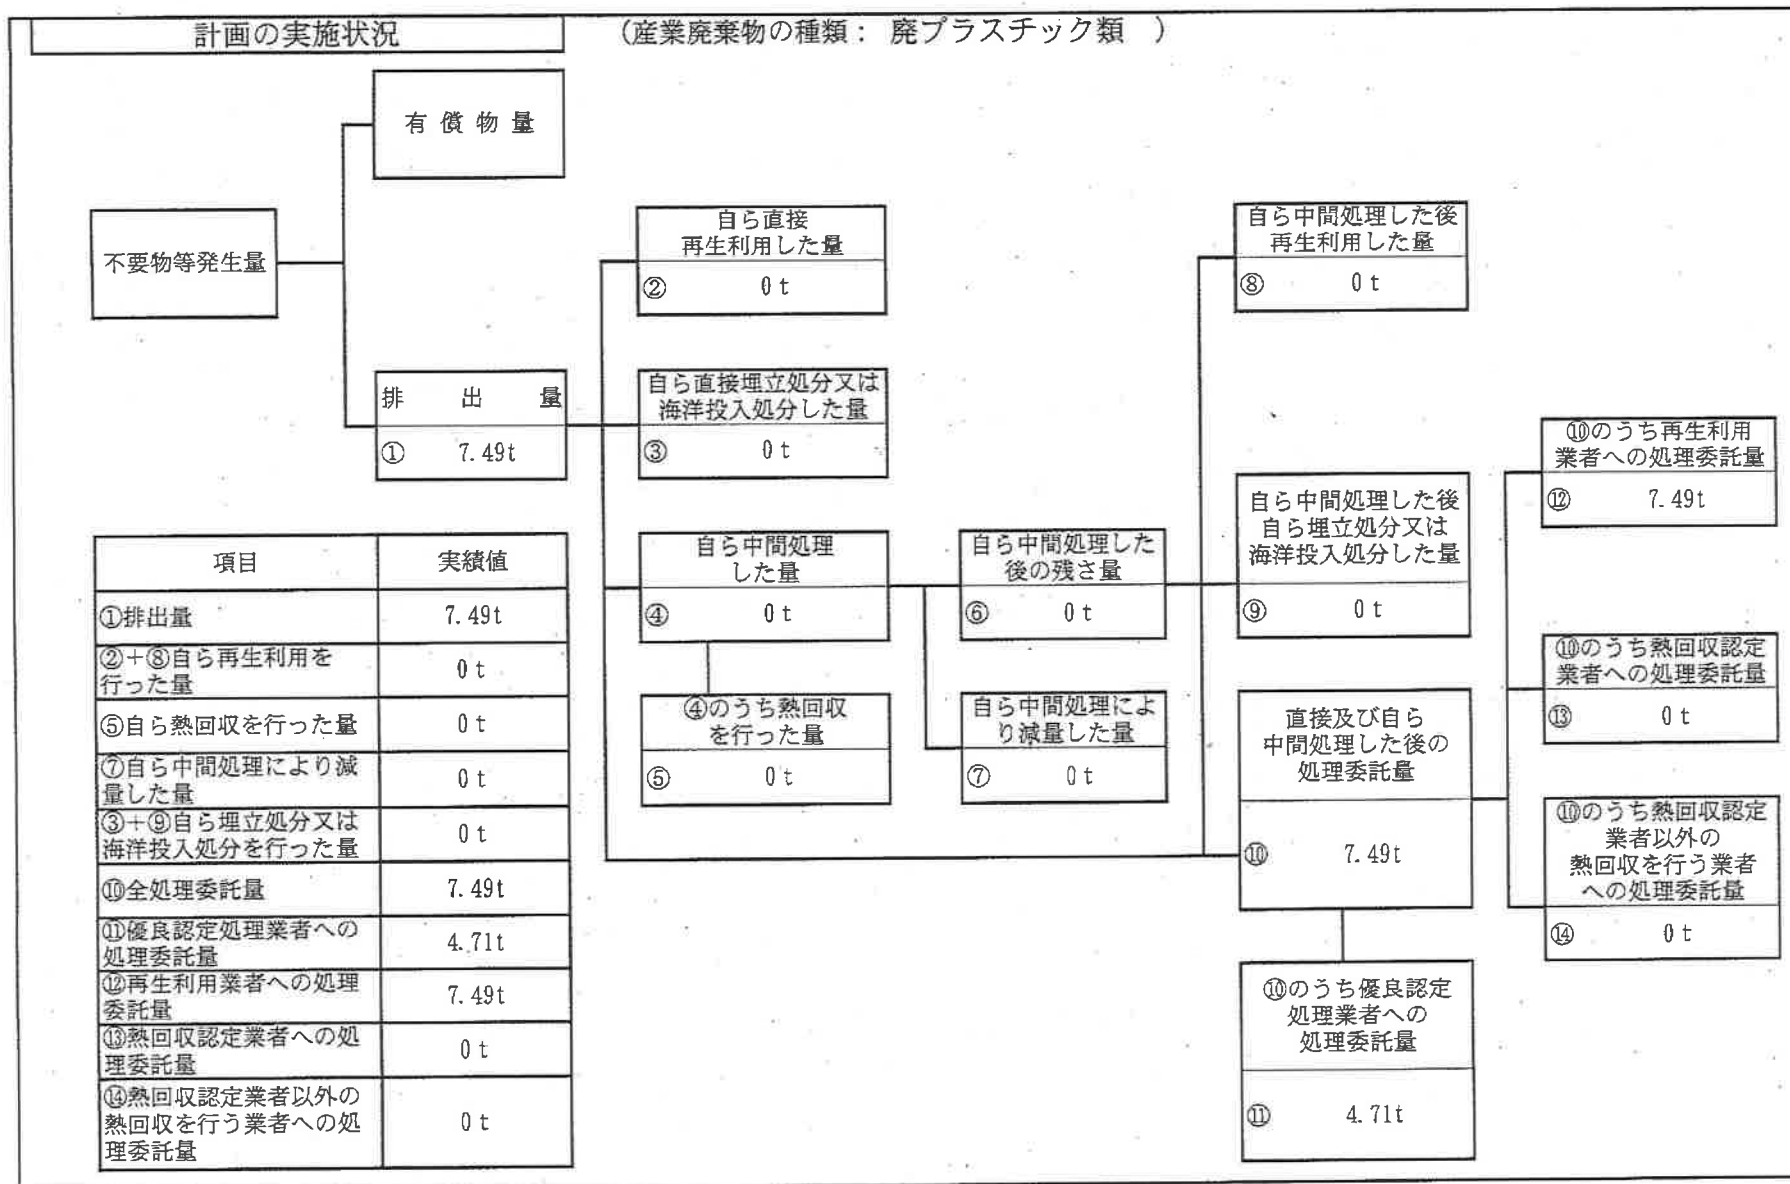 計画の実施状況
(産業廃棄物の種類： 廃プラスチック類 )
有償物量
不要物等発生量
排出量
① 7.49t
自ら直接
再生利用した量
② 0t
自ら直接埋立処分又は
海洋投入処分した量
③ 0t
自ら中間処理
した量
④ 0t
④のうち熱回収
を行った量
⑤ 0t
自ら中間処理した
後の残さ量
⑥ 0t
自ら中間処理によ
り減量した量
⑦ 0t
自ら中間処理した後
再生利用した量
⑧ 0t
自ら中間処理した後
自ら埋立処分又は
海洋投入処分した量
⑨ 0t
直接及び自ら
中間処理した後の
処理委託量
⑩ 7.49t
⑩のうち優良認定
処理業者への
処理委託量
⑪ 4.71t
⑩のうち再生利用
業者への処理委託量
⑫ 7.49t
⑩のうち熱回収認定
業者への処理委託量
⑬ 0t
⑩のうち熱回収認定
業者以外の
熱回収を行う業者
への処理委託量
⑭ 0t
項目 実績値
①排出量 7.49t
②+⑧自ら再生利用を
行った量 0t
⑤自ら熱回収を行った量 0t
⑦自ら中間処理により減
量した量 0t
③+⑨自ら埋立処分又は
海洋投入処分を行った量 0t
⑩全処理委託量 7.49t
⑪優良認定処理業者への
処理委託量 4.71t
⑫再生利用業者への処理
委託量 7.49t
⑬熱回収認定業者への処
理委託量 0t
⑭熱回収認定業者以外の
熱回収を行う業者への処
理委託量 0t